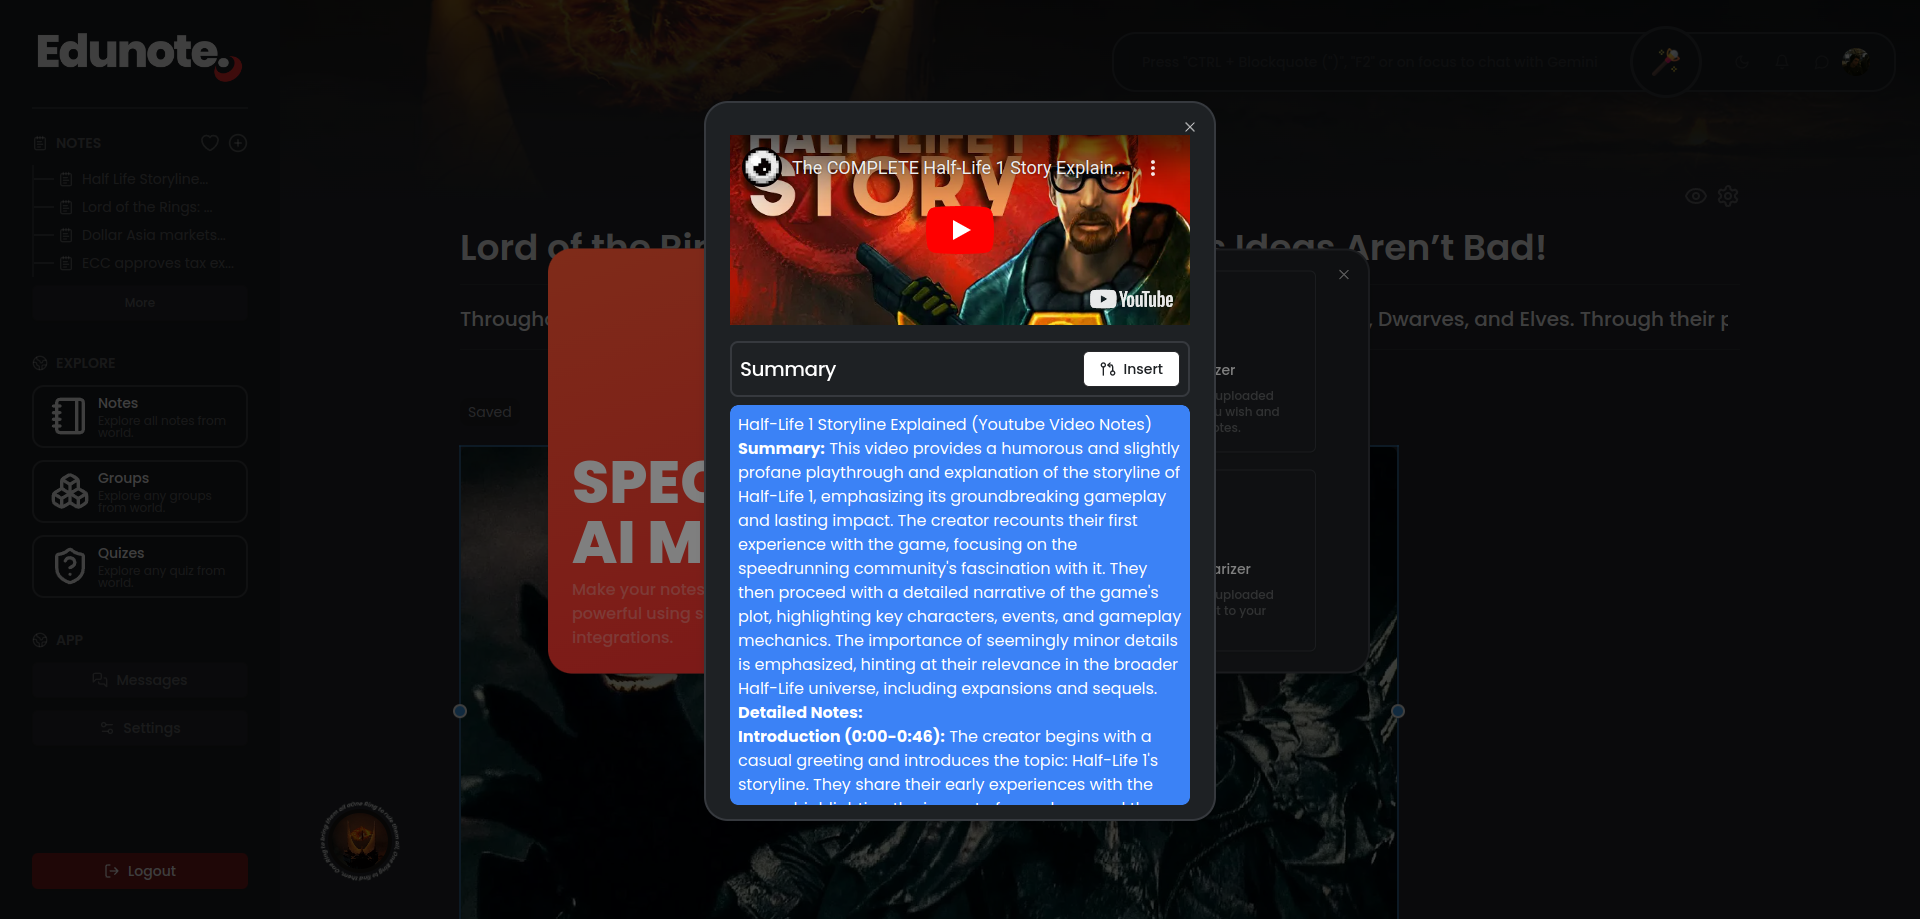 Edunote.
Press "CTRL + Blockquote (`)", "F2" or on focus to chat with Gemini
NOTES
Half Life Storyline...
Lord of the Rings: ...
Dollar Asia markets...
ECC approves tax ex...
More
EXPLORE
Notes
Explore all notes from
world.
Groups
Explore any groups
from world.
Quizes
Explore any quiz from
world.
APP
Messages
Settings
Logout
Lord of the
Ideas Aren't Bad!
, Dwarves, and Elves. Through their
Saved
AI
Make your notes
powerful using
integrations.
uploaded
wish and
uploaded
to your
HALF-LIFE 1
STORY
The COMPLETE Half-Life 1 Story Explain...
YouTube
Summary
Insert
Half-Life 1 Storyline Explained (Youtube Video Notes)
Summary: This video provides a humorous and slightly
profane playthrough and explanation of the storyline of
Half-Life 1, emphasizing its groundbreaking gameplay
and lasting impact. The creator recounts their first
experience with the game, focusing on the
speedrunning community's fascination with it. They
then proceed with a detailed narrative of the game's
plot, highlighting key characters, events, and gameplay
mechanics. The importance of seemingly minor details
is emphasized, hinting at their relevance in the broader
Half-Life universe, including expansions and sequels.
Detailed Notes:
Introduction (0:00-0:46): The creator begins with a
casual greeting and introduces the topic: Half-Life 1's
storyline. They share their early experiences with the